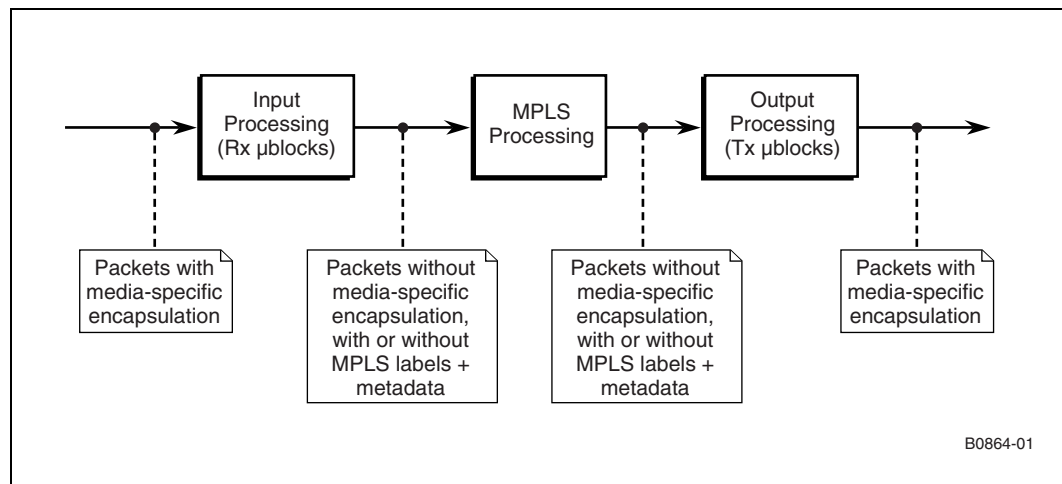 Input
Processing
(Rx µblocks)
MPLS
Processing
Output
Processing
(Tx µblocks)
Packets with
media-specific
encapsulation
Packets without
media-specific
encapsulation,
with or without
MPLS labels +
metadata
Packets without
media-specific
encapsulation,
with or without
MPLS labels +
metadata
Packets with
media-specific
encapsulation
B0864-01